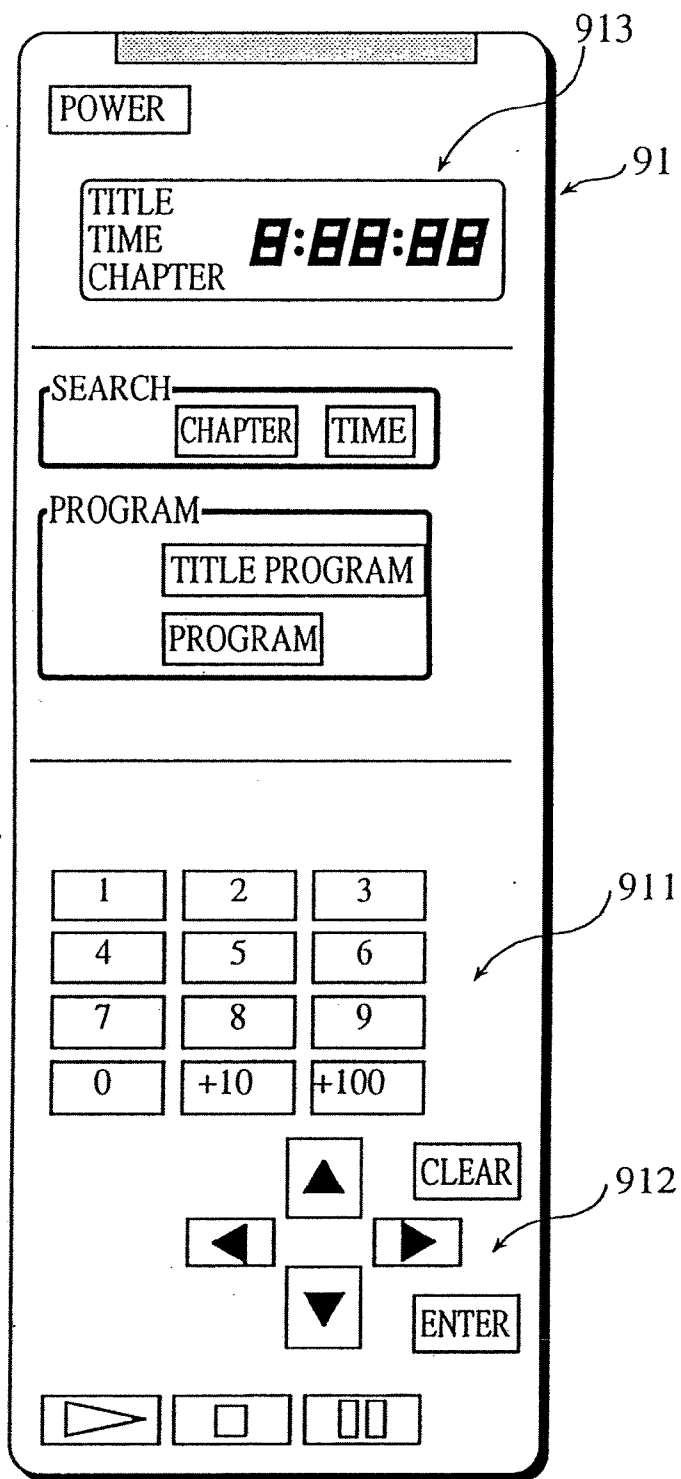 913
POWER
91
TITLE
TIME 8:88:88
CHAPTER
SEARCH
CHAPTER TIME
PROGRAM
TITLE PROGRAM
PROGRAM
1 2 3
911
4 5 6
7 8 9
0 +10 +100
CLEAR
912
ENTER